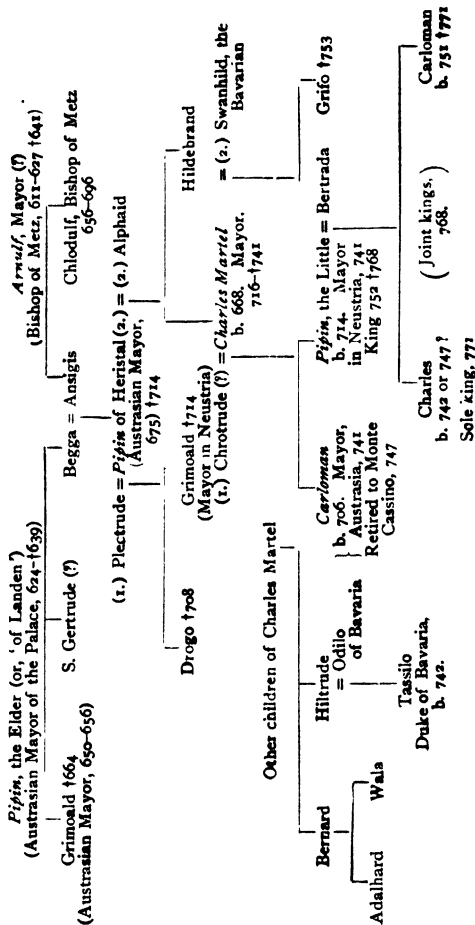 Pipin, the Elder (or, ‘of Landen’)
(Austrasian Mayor of the Palace, 624-†639)
Arnulf, Mayor (?)
(Bishop of Metz, 611-627 †641)
Grimoald †664
(Austrasian Mayor, 650-656)
S. Gertrude (?)
Begga = Ansigis
Chlodulf, Bishop of Metz
656-696
(1.) Plectrude = Pipin of Heristal (2.) = (2.) Alphaid
(Austrasian Mayor,
675) †714
Drogo †708
Grimoald †714
(Mayor in Neustria)
(1.) Chrotrude (?) = Charles Martel
b. 668. Mayor,
716-†741
Hildebrand
= (2.) Swanhild, the
Bavarian
Other children of Charles Martel
Bernard
Hiltrude
= Odilo
of Bavaria
Carloman
b. 706. Mayor,
Austrasia, 741
Retired to Monte
Cassino, 747
Pipin, the Little = Bertrada
b. 714. Mayor
in Neustria, 741
King 752 †768
Grifo †753
Adalhard
Wala
Tassilo
Duke of Bavaria,
b. 742.
Charles
b. 742 or 747 ?
Sole king, 771
(Joint kings,
768.)
Carloman
b. 751 †771